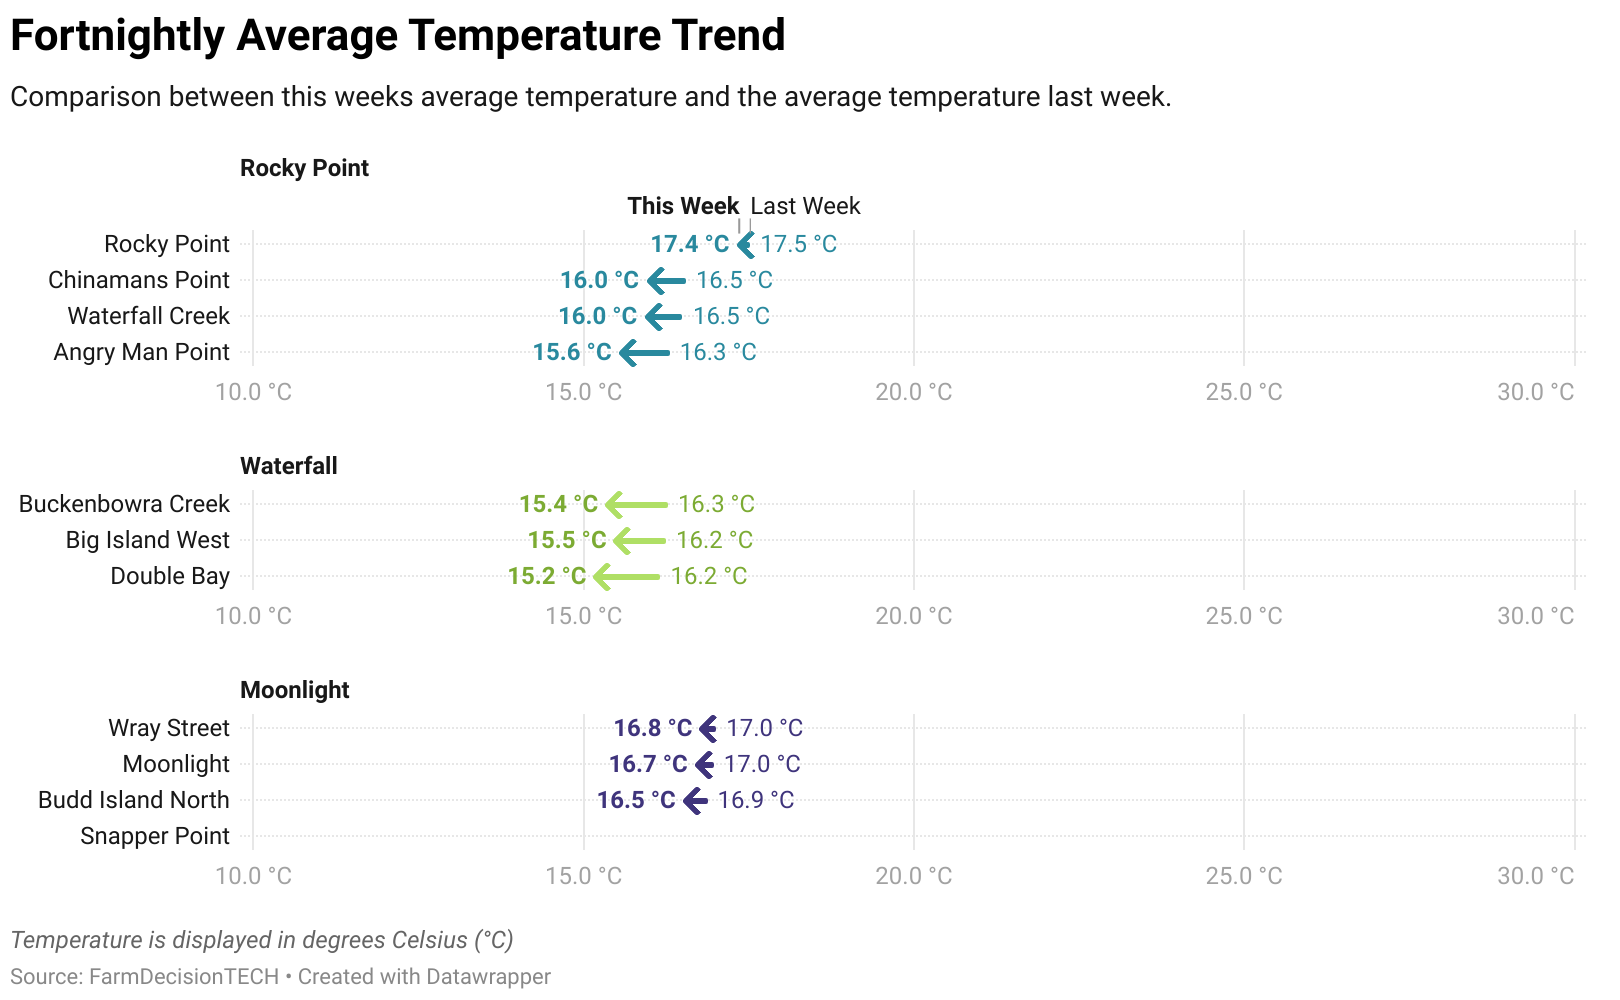 Fortnightly Average Temperature Trend
Comparison between this weeks average temperature and the average temperature last week.
Rocky Point
This Week Last Week
Rocky Point 17.4 °C 17.5 °C
Chinamans Point 16.0 °C 16.5 °C
Waterfall Creek 16.0 °C 16.5 °C
Angry Man Point 15.6 °C 16.3 °C
10.0 °C 15.0 °C 20.0 °C 25.0 °C 30.0 °C
Waterfall
Buckenbowra Creek 15.4 °C 16.3 °C
Big Island West 15.5 °C 16.2 °C
Double Bay 15.2 °C 16.2 °C
10.0 °C 15.0 °C 20.0 °C 25.0 °C 30.0 °C
Moonlight
Wray Street 16.8 °C 17.0 °C
Moonlight 16.7 °C 17.0 °C
Budd Island North 16.5 °C 16.9 °C
Snapper Point
10.0 °C 15.0 °C 20.0 °C 25.0 °C 30.0 °C
Temperature is displayed in degrees Celsius (°C)
Source: FarmDecisionTECH • Created with Datawrapper